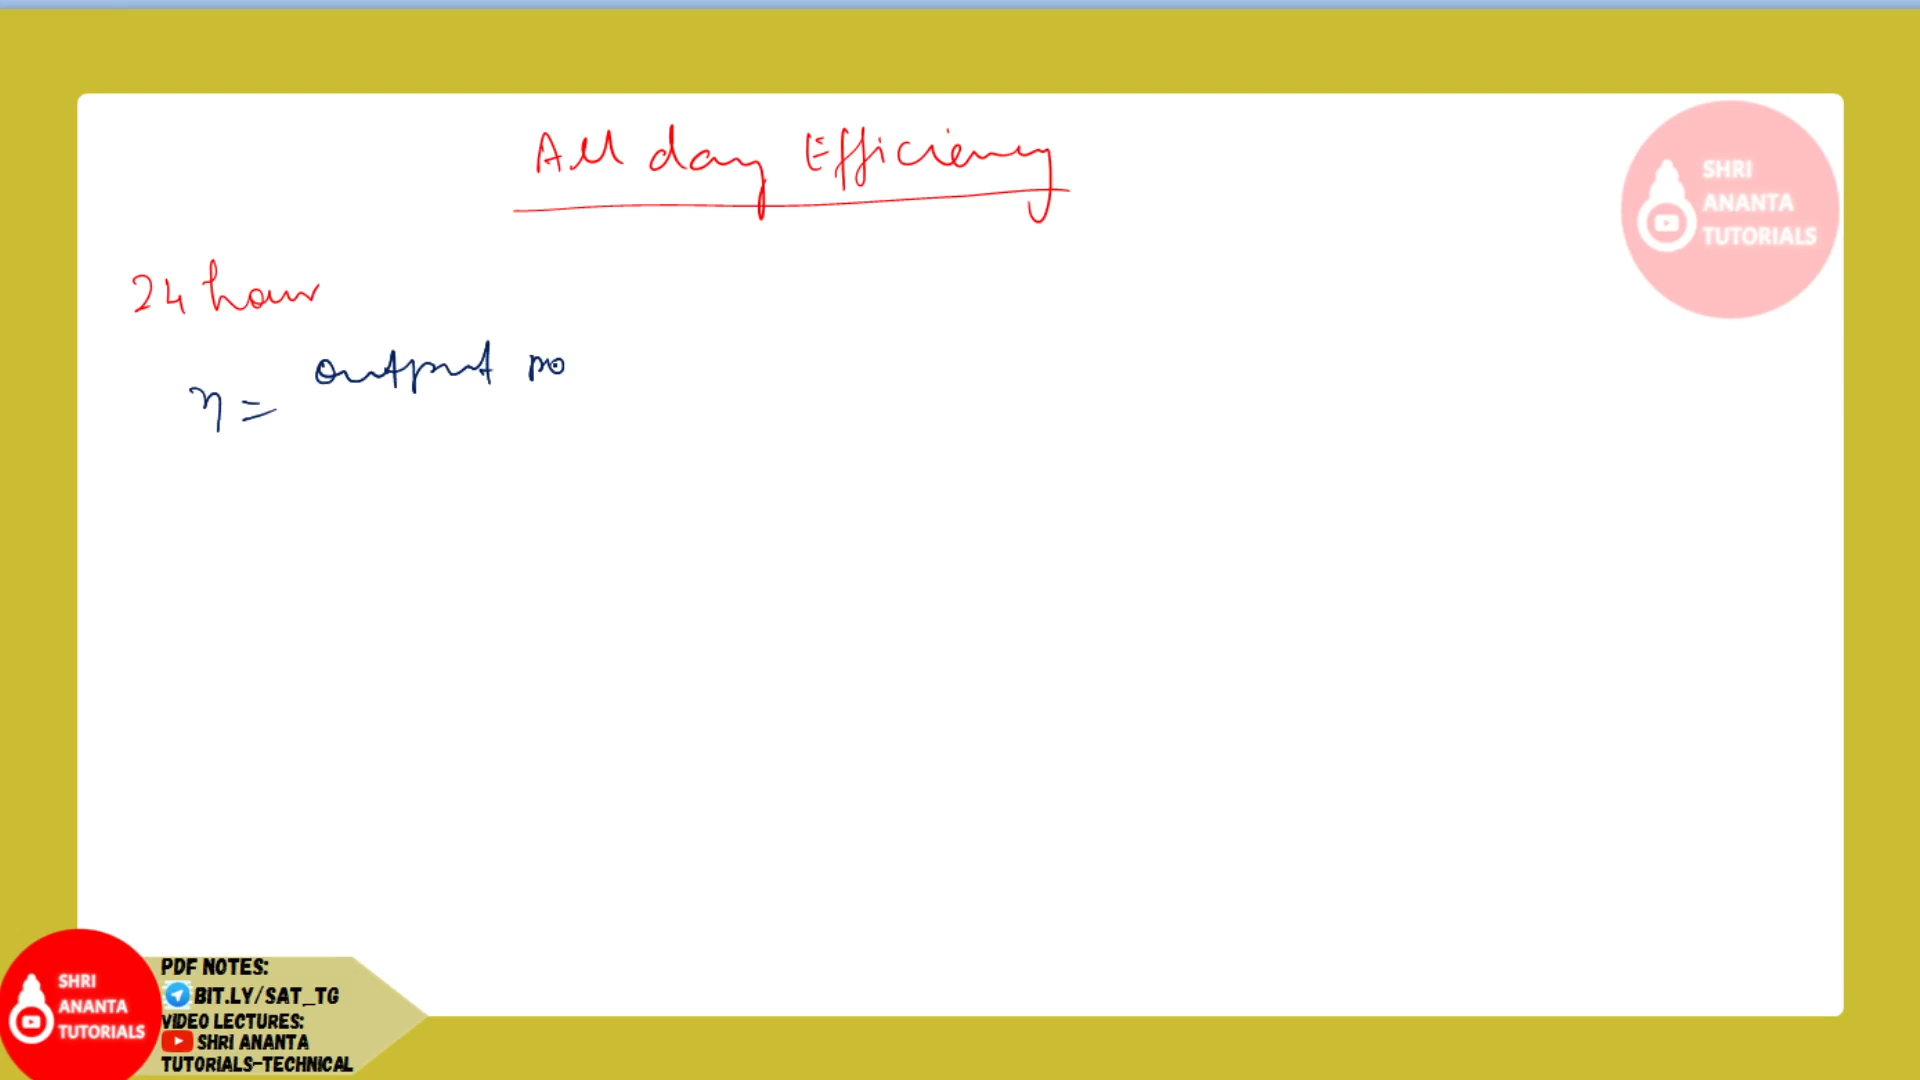 All day Efficiency
SHRI
ANANTA
TUTORIALS
24 hour
η = output po
SHRI
ANANTA
TUTORIALS
PDF NOTES:
BIT.LY/SAT_TG
VIDEO LECTURES:
SHRI ANANTA
TUTORIALS-TECHNICAL